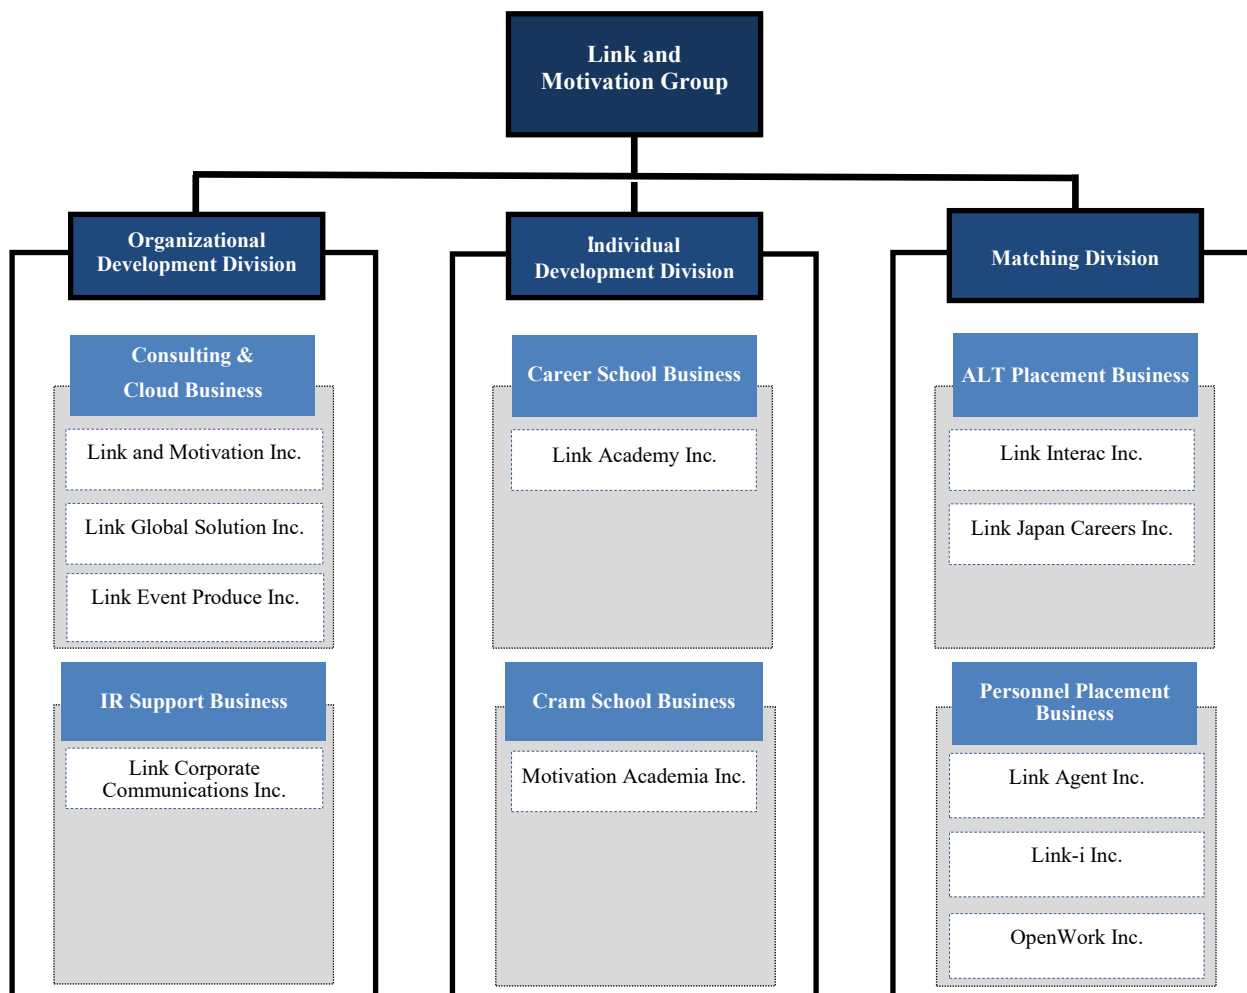 Link and
Motivation Group
Organizational
Development Division
Individual
Development Division
Matching Division
Consulting &
Cloud Business
Link and Motivation Inc.
Link Global Solution Inc.
Link Event Produce Inc.
IR Support Business
Link Corporate
Communications Inc.
Career School Business
Link Academy Inc.
Cram School Business
Motivation Academia Inc.
ALT Placement Business
Link Interac Inc.
Link Japan Careers Inc.
Personnel Placement
Business
Link Agent Inc.
Link-i Inc.
OpenWork Inc.